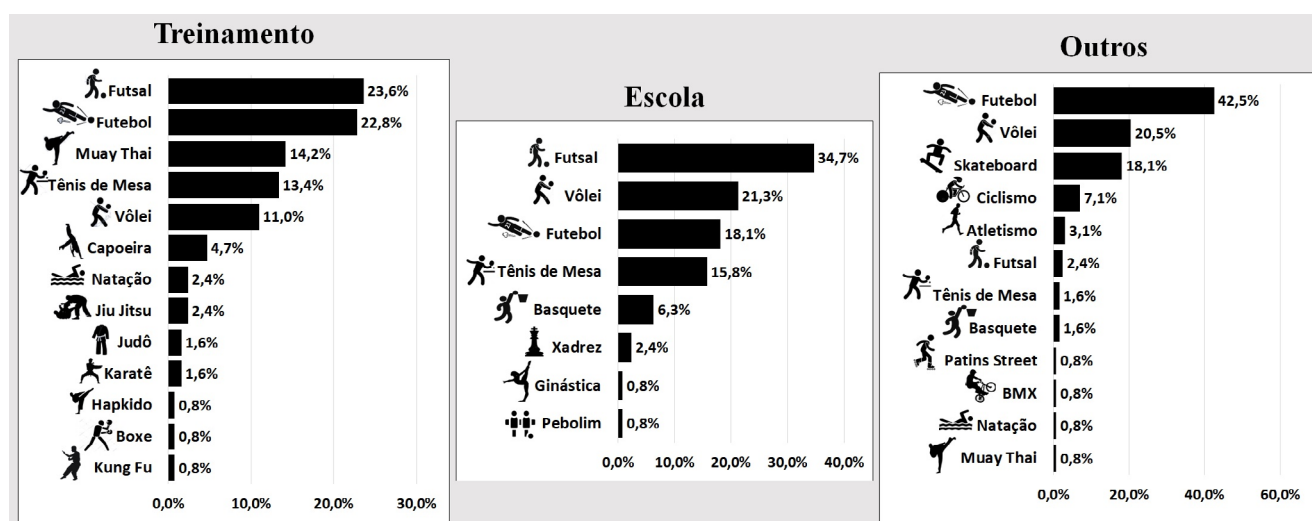 Treinamento
Futsal 23,6%
Futebol 22,8%
Muay Thai 14,2%
Tênis de Mesa 13,4%
Vôlei 11,0%
Capoeira 4,7%
Natação 2,4%
Jiu Jitsu 2,4%
Judô 1,6%
Karatê 1,6%
Hapkido 0,8%
Boxe 0,8%
Kung Fu 0,8%
0,0% 10,0% 20,0% 30,0%
Escola
Futsal 34,7%
Vôlei 21,3%
Futebol 18,1%
Tênis de Mesa 15,8%
Basquete 6,3%
Xadrez 2,4%
Ginástica 0,8%
Pebolim 0,8%
0,0% 10,0% 20,0% 30,0% 40,0%
Outros
Futebol 42,5%
Vôlei 20,5%
Skateboard 18,1%
Ciclismo 7,1%
Atletismo 3,1%
Futsal 2,4%
Tênis de Mesa 1,6%
Basquete 1,6%
Patins Street 0,8%
BMX 0,8%
Natação 0,8%
Muay Thai 0,8%
0,0% 20,0% 40,0% 60,0%